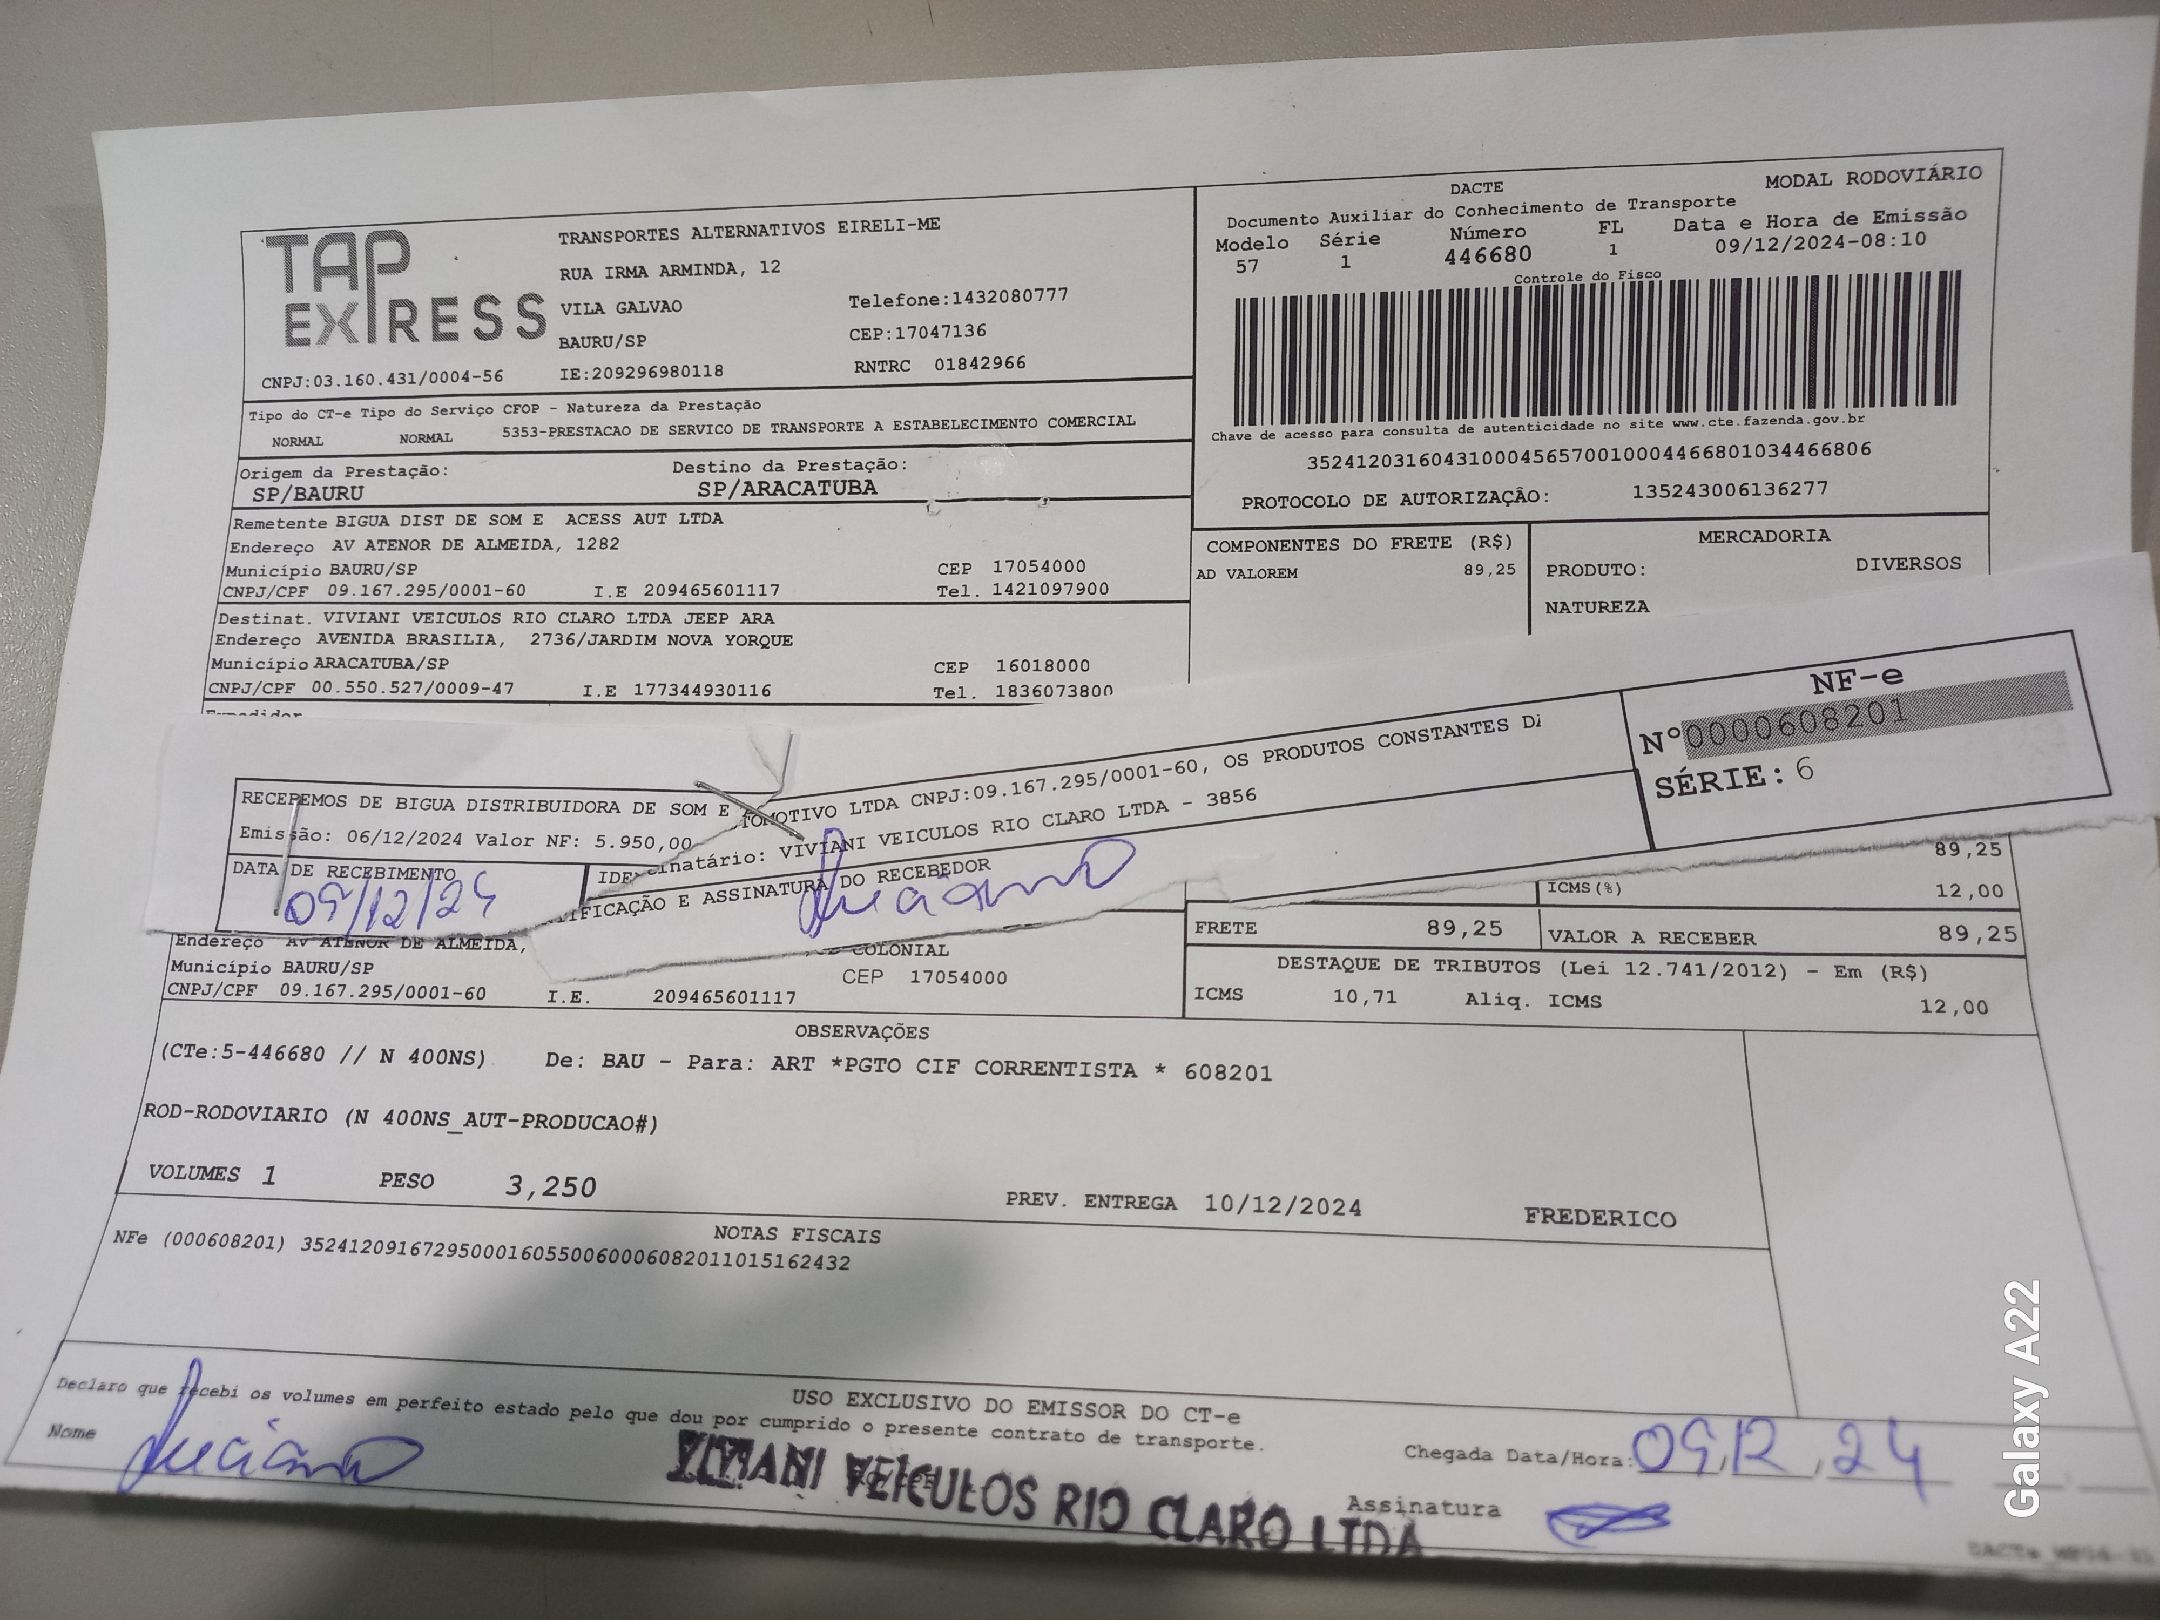 TAP
EXPRESS
TRANSPORTES ALTERNATIVOS EIRELI-ME
RUA IRMA ARMINDA, 12
VILA GALVAO Telefone:1432080777
BAURU/SP CEP:17047136
CNPJ:03.160.431/0004-56 IE:209296980118 RNTRC 01842966
DACTE MODAL RODOVIÁRIO
Documento Auxiliar do Conhecimento de Transporte
Modelo Série Número FL Data e Hora de Emissão
57 1 446680 1 09/12/2024-08:10
Controle do Fisco
Chave de acesso para consulta de autenticidade no site www.cte.fazenda.gov.br
35241203160431000456570010004466801034466806
PROTOCOLO DE AUTORIZAÇÃO: 135243006136277
Tipo do CT-e Tipo do Serviço CFOP - Natureza da Prestação
NORMAL NORMAL 5353-PRESTACAO DE SERVICO DE TRANSPORTE A ESTABELECIMENTO COMERCIAL
Origem da Prestação: Destino da Prestação:
SP/BAURU SP/ARACATUBA
Remetente BIGUA DIST DE SOM E ACESS AUT LTDA
Endereço AV ATENOR DE ALMEIDA, 1282
Município BAURU/SP CEP 17054000
CNPJ/CPF 09.167.295/0001-60 I.E 209465601117 Tel. 1421097900
Destinat. VIVIANI VEICULOS RIO CLARO LTDA JEEP ARA
Endereço AVENIDA BRASILIA, 2736/JARDIM NOVA YORQUE
Município ARACATUBA/SP CEP 16018000
CNPJ/CPF 00.550.527/0009-47 I.E 177344930116 Tel. 1836073800
COMPONENTES DO FRETE (R$) MERCADORIA
AD VALOREM 89,25 PRODUTO: DIVERSOS
NATUREZA
RECEBEMOS DE BIGUA DISTRIBUIDORA DE SOM E TOMOTIVO LTDA CNPJ:09.167.295/0001-60, OS PRODUTOS CONSTANTES
Emissão: 06/12/2024 Valor NF: 5.950,00 inatário: VIVIANI VEICULOS RIO CLARO LTDA - 3856
DATA DE RECEBIMENTO IDE IFICAÇÃO E ASSINATURA DO RECEBEDOR
09/12/24 Luciano
NF-e
N°0000608201
SÉRIE: 6
89,25
ICMS(%) 12,00
FRETE 89,25 VALOR A RECEBER 89,25
DESTAQUE DE TRIBUTOS (Lei 12.741/2012) - Em (R$)
ICMS 10,71 Aliq. ICMS 12,00
Endereço AV ATENOR DE ALMEIDA, COLONIAL
Município BAURU/SP CEP 17054000
CNPJ/CPF 09.167.295/0001-60 I.E. 209465601117
OBSERVAÇÕES
(CTe:5-446680 // N 400NS) De: BAU - Para: ART *PGTO CIF CORRENTISTA * 608201
ROD-RODOVIARIO (N 400NS_AUT-PRODUCAO#)
VOLUMES 1 PESO 3,250 PREV. ENTREGA 10/12/2024 FREDERICO
NOTAS FISCAIS
NFe (000608201) 35241209167295000160550060006082011015162432
USO EXCLUSIVO DO EMISSOR DO CT-e
Declaro que recebi os volumes em perfeito estado pelo que dou por cumprido o presente contrato de transporte.
Nome Luciano Chegada Data/Hora: 09,12,24
VIVIANI VEÍCULOS RIO CLARO LTDA
Assinatura
Galaxy A22